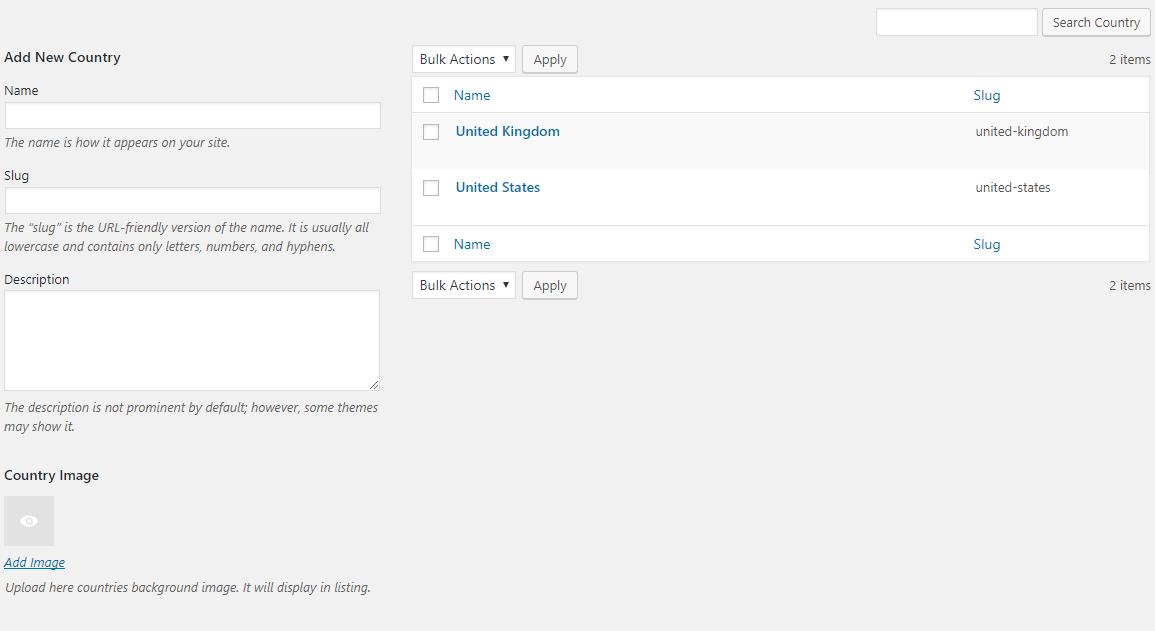 Search Country
Add New Country
Name
The name is how it appears on your site.
Slug
The “slug” is the URL-friendly version of the name. It is usually all
lowercase and contains only letters, numbers, and hyphens.
Description
The description is not prominent by default; however, some themes
may show it.
Country Image
Add Image
Upload here countries background image. It will display in listing.
Bulk Actions Apply 2 items
Name Slug
United Kingdom united-kingdom
United States united-states
Name Slug
Bulk Actions Apply 2 items